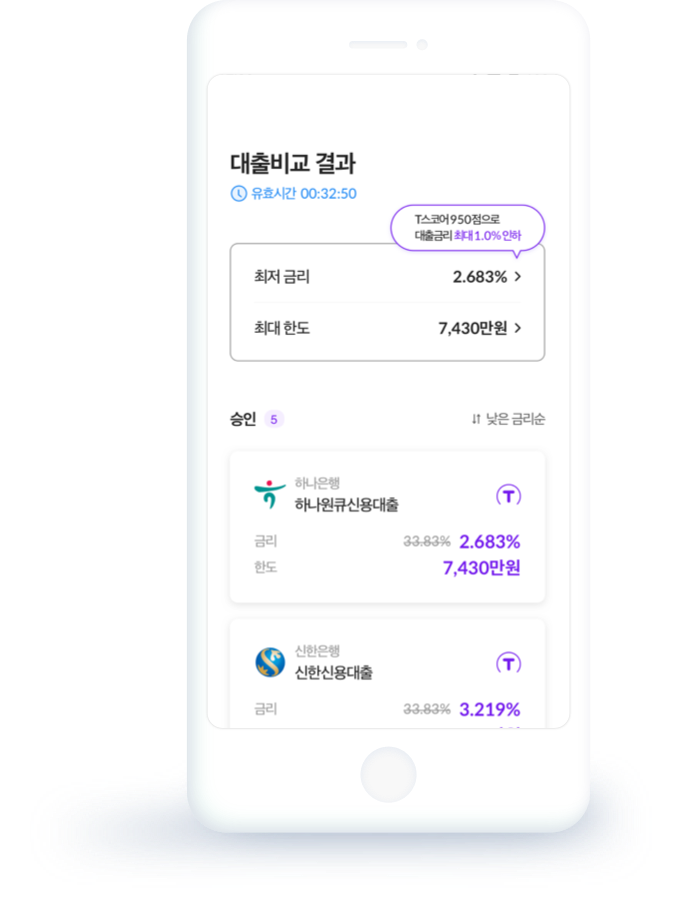 대출비교 결과
유효시간 00:32:50
T스코어 950점으로
대출금리 최대 1.0% 인하
최저 금리 2.683% >
최대 한도 7,430만원 >
승인 5 낮은 금리순
하나은행
하나원큐신용대출
T
금리 33.83% 2.683%
한도 7,430만원
신한은행
신한신용대출
T
금리 33.83% 3.219%